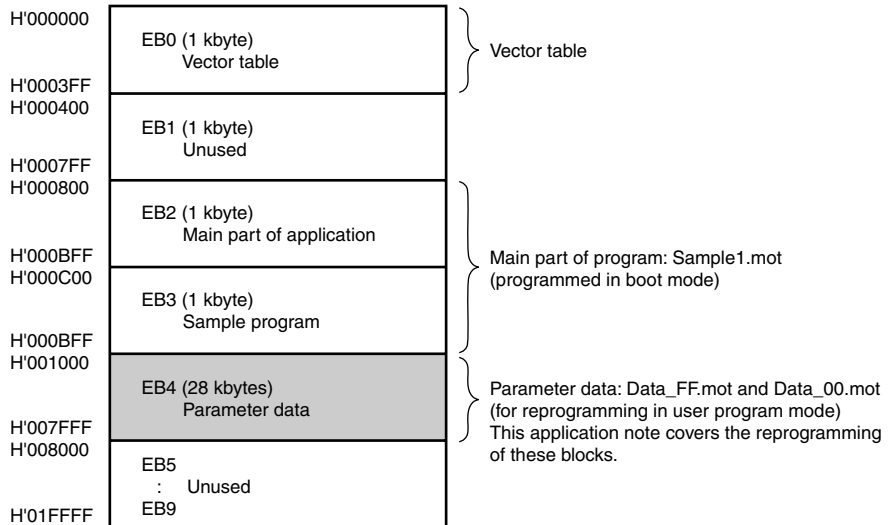 H'000000
EB0 (1 kbyte)
Vector table
Vector table
H'0003FF
H'000400
EB1 (1 kbyte)
Unused
H'0007FF
H'000800
EB2 (1 kbyte)
Main part of application
H'000BFF
H'000C00
Main part of program: Sample1.mot
(programmed in boot mode)
EB3 (1 kbyte)
Sample program
H'000BFF
H'001000
EB4 (28 kbytes)
Parameter data
Parameter data: Data_FF.mot and Data_00.mot
(for reprogramming in user program mode)
This application note covers the reprogramming
of these blocks.
H'007FFF
H'008000
EB5
: Unused
EB9
H'01FFFF